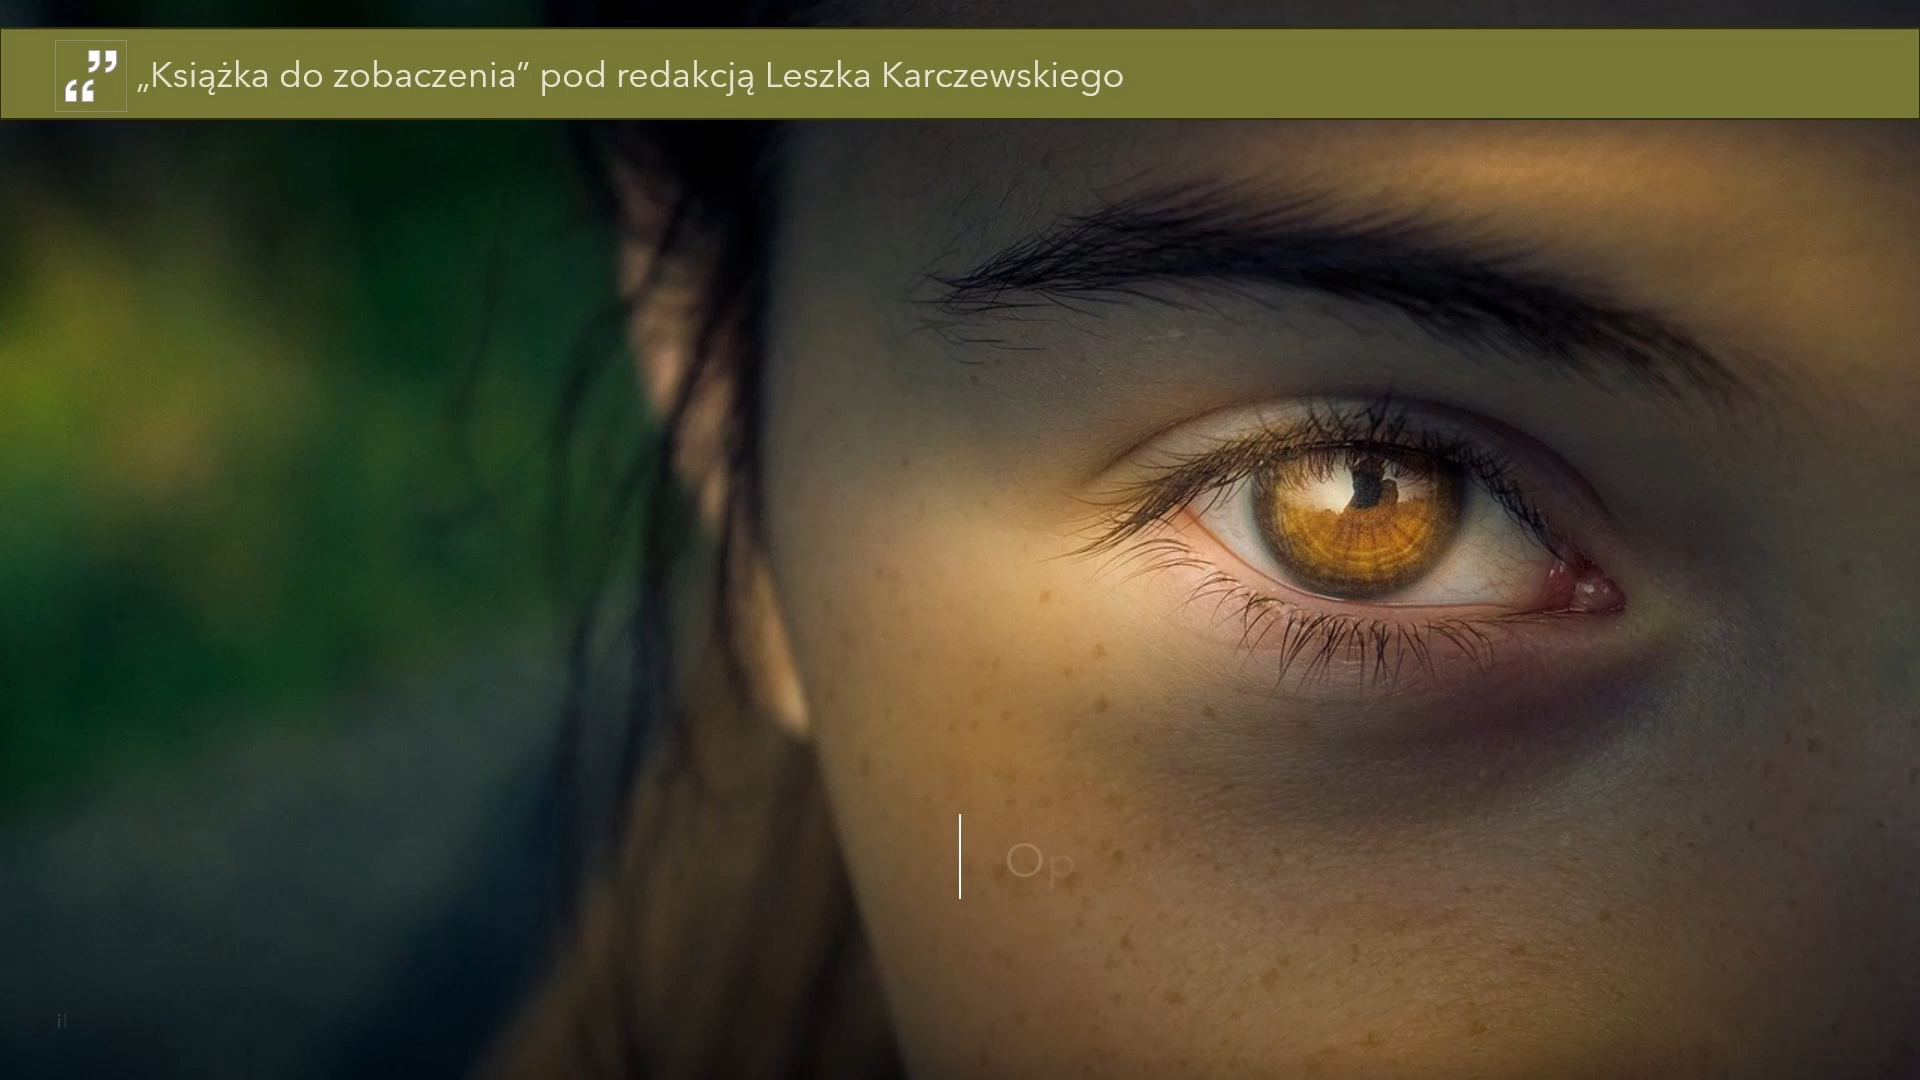 „Książka do zobaczenia” pod redakcją Leszka Karczewskiego
Op